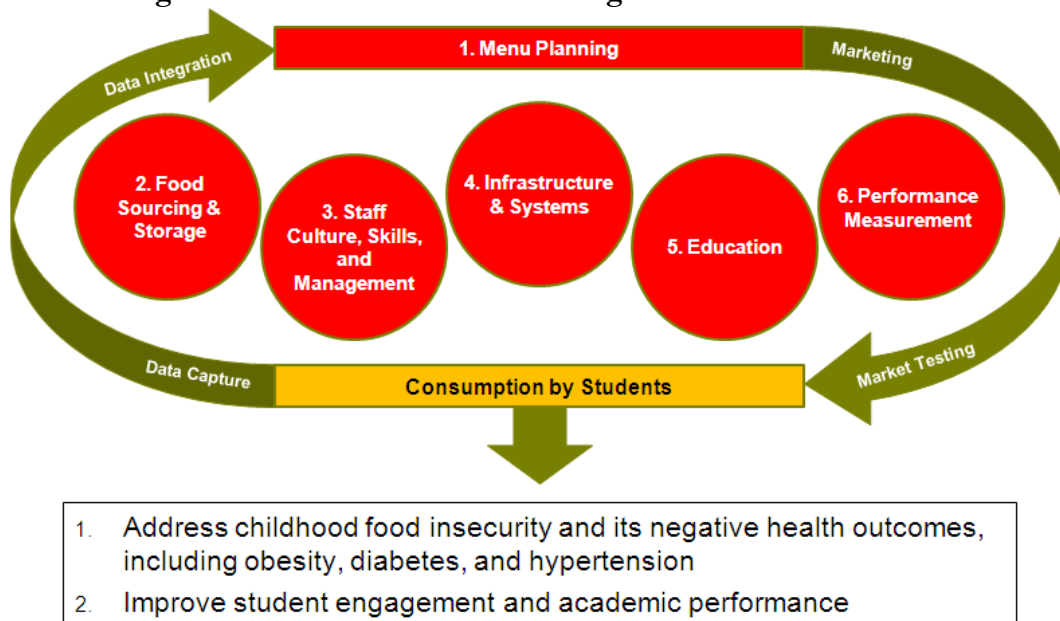 1. Menu Planning
Marketing
Data Integration
2. Food
Sourcing &
Storage
3. Staff
Culture, Skills,
and
Management
4. Infrastructure
& Systems
5. Education
6. Performance
Measurement
Data Capture
Consumption by Students
Market Testing
1. Address childhood food insecurity and its negative health outcomes,
including obesity, diabetes, and hypertension
2. Improve student engagement and academic performance